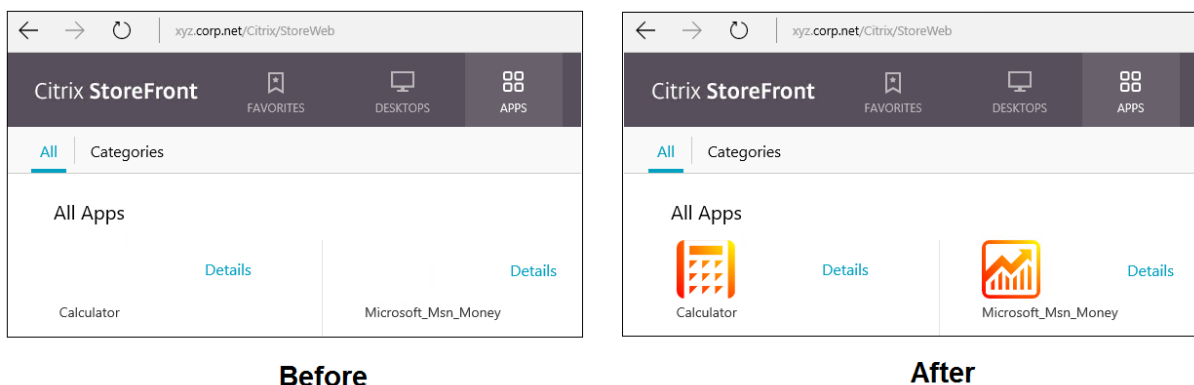 xyz.corp.net/Citrix/StoreWeb
Citrix StoreFront
FAVORITES
DESKTOPS
APPS
All
Categories
All Apps
Details
Details
Calculator
Microsoft_Msn_Money
Before
xyz.corp.net/Citrix/StoreWeb
Citrix StoreFront
FAVORITES
DESKTOPS
APPS
All
Categories
All Apps
Details
Details
Calculator
Microsoft_Msn_Money
After